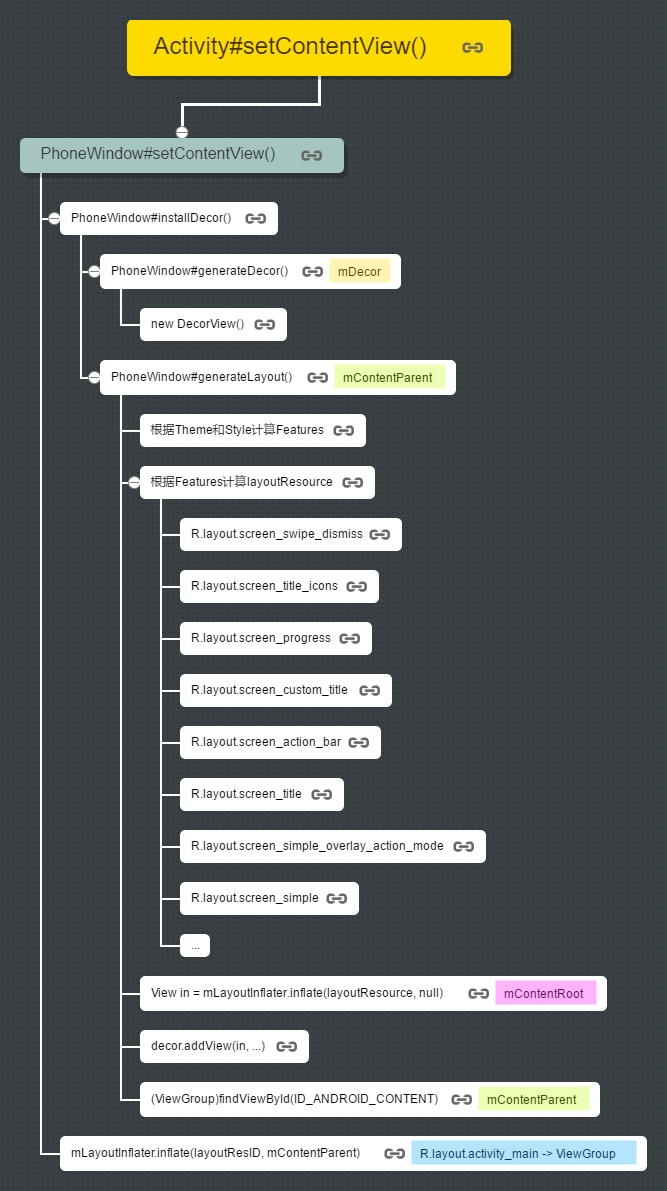 Activity#setContentView()
PhoneWindow#setContentView()
PhoneWindow#installDecor()
PhoneWindow#generateDecor() mDecor
new DecorView()
PhoneWindow#generateLayout() mContentParent
根据Theme和Style计算Features
根据Features计算layoutResource
R.layout.screen_swipe_dismiss
R.layout.screen_title_icons
R.layout.screen_progress
R.layout.screen_custom_title
R.layout.screen_action_bar
R.layout.screen_title
R.layout.screen_simple_overlay_action_mode
R.layout.screen_simple
...
View in = mLayoutInflater.inflate(layoutResource, null) mContentRoot
decor.addView(in, ...)
(ViewGroup)findViewById(ID_ANDROID_CONTENT) mContentParent
mLayoutInflater.inflate(layoutResID, mContentParent) R.layout.activity_main -> ViewGroup